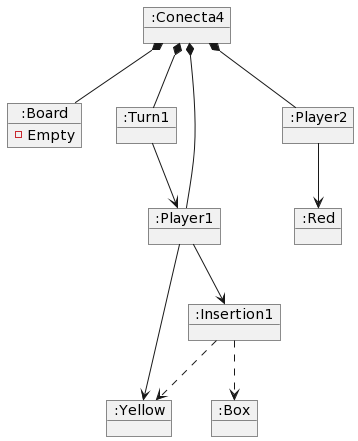 :Conecta4
:Board
Empty
:Turn1
:Player2
:Player1
:Red
:Insertion1
:Yellow
:Box